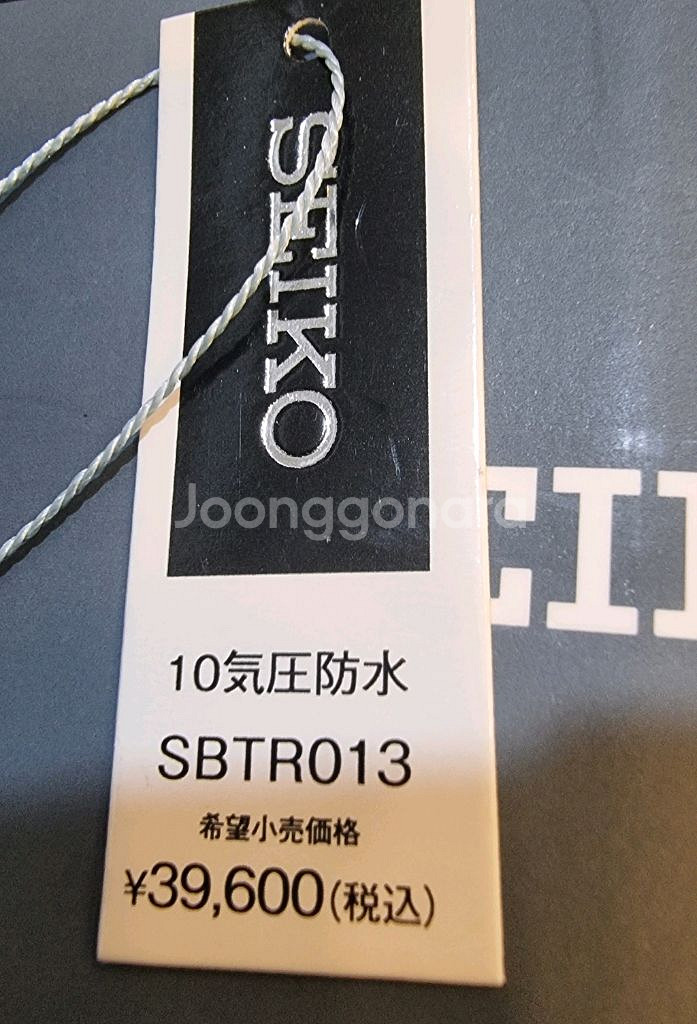 SEIKO
Joonggonara
EI
10気圧防水
SBTR013
希望小売価格
¥39,600(税込)